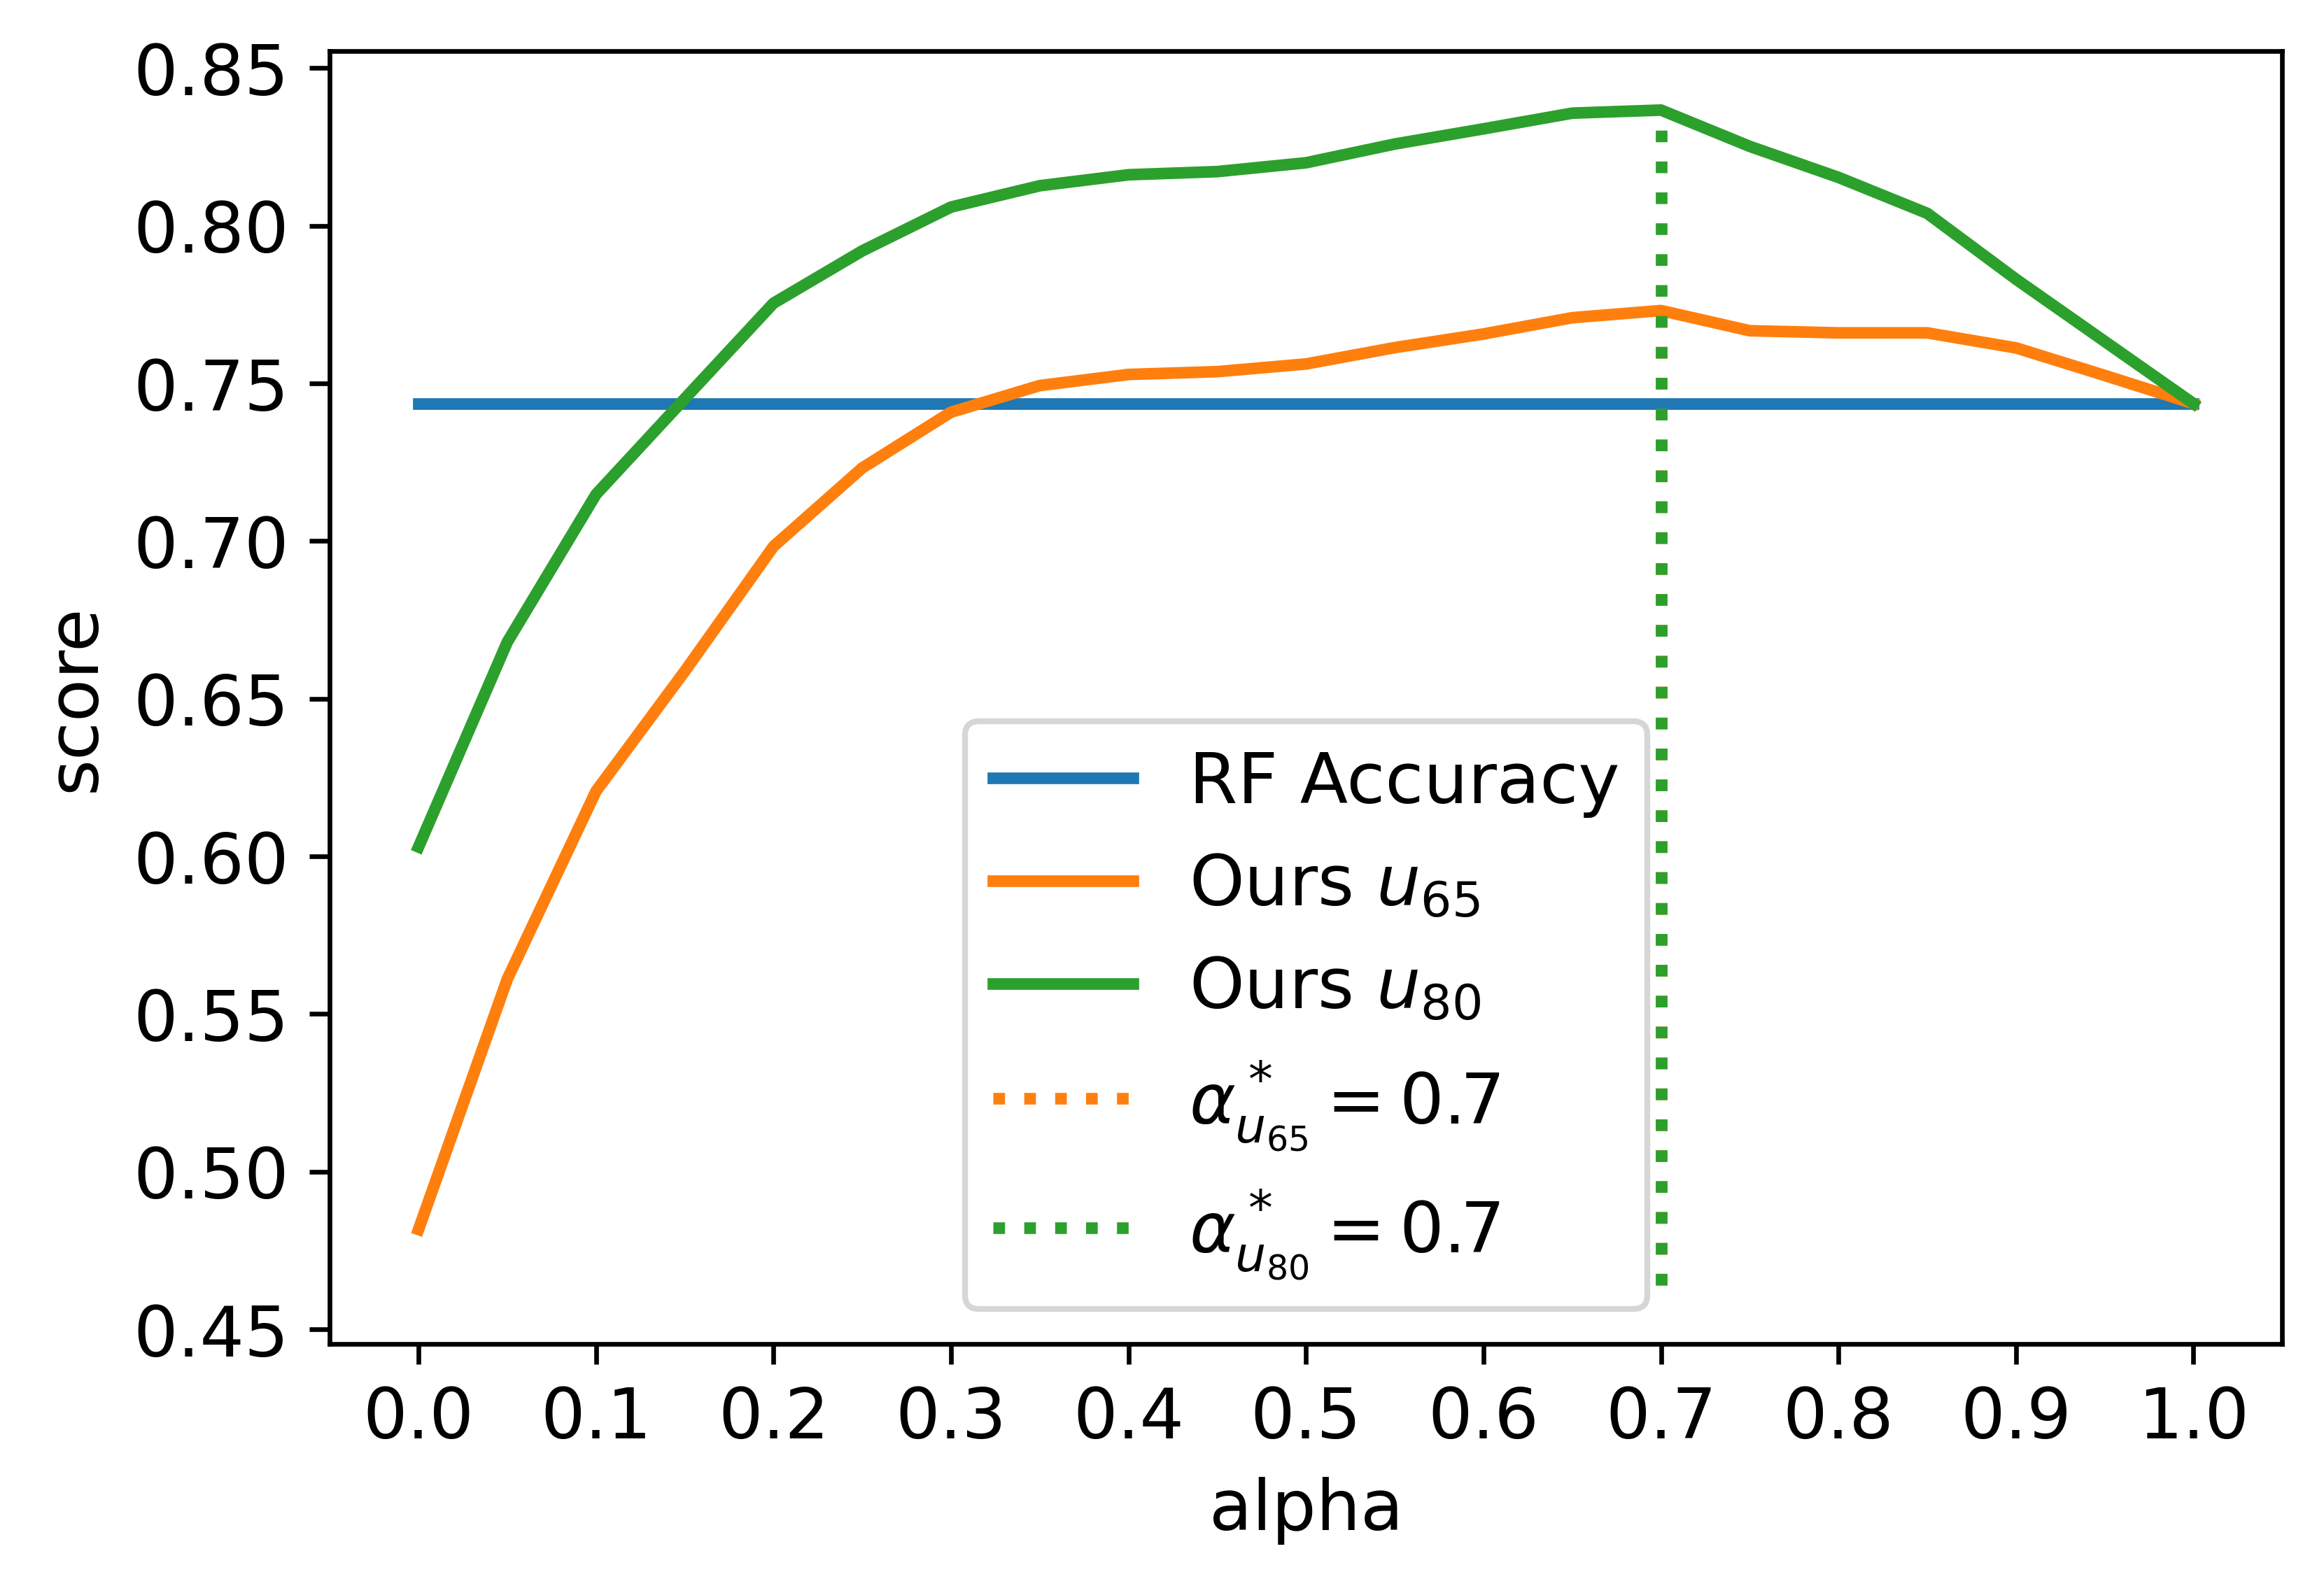 0.85
0.80
0.75
0.70
0.65
0.60
0.55
0.50
0.45
score
RF Accuracy
Ours u₆₅
Ours u₈₀
α*ᵤ₆₅ = 0.7
α*ᵤ₈₀ = 0.7
0.0 0.1 0.2 0.3 0.4 0.5 0.6 0.7 0.8 0.9 1.0
alpha